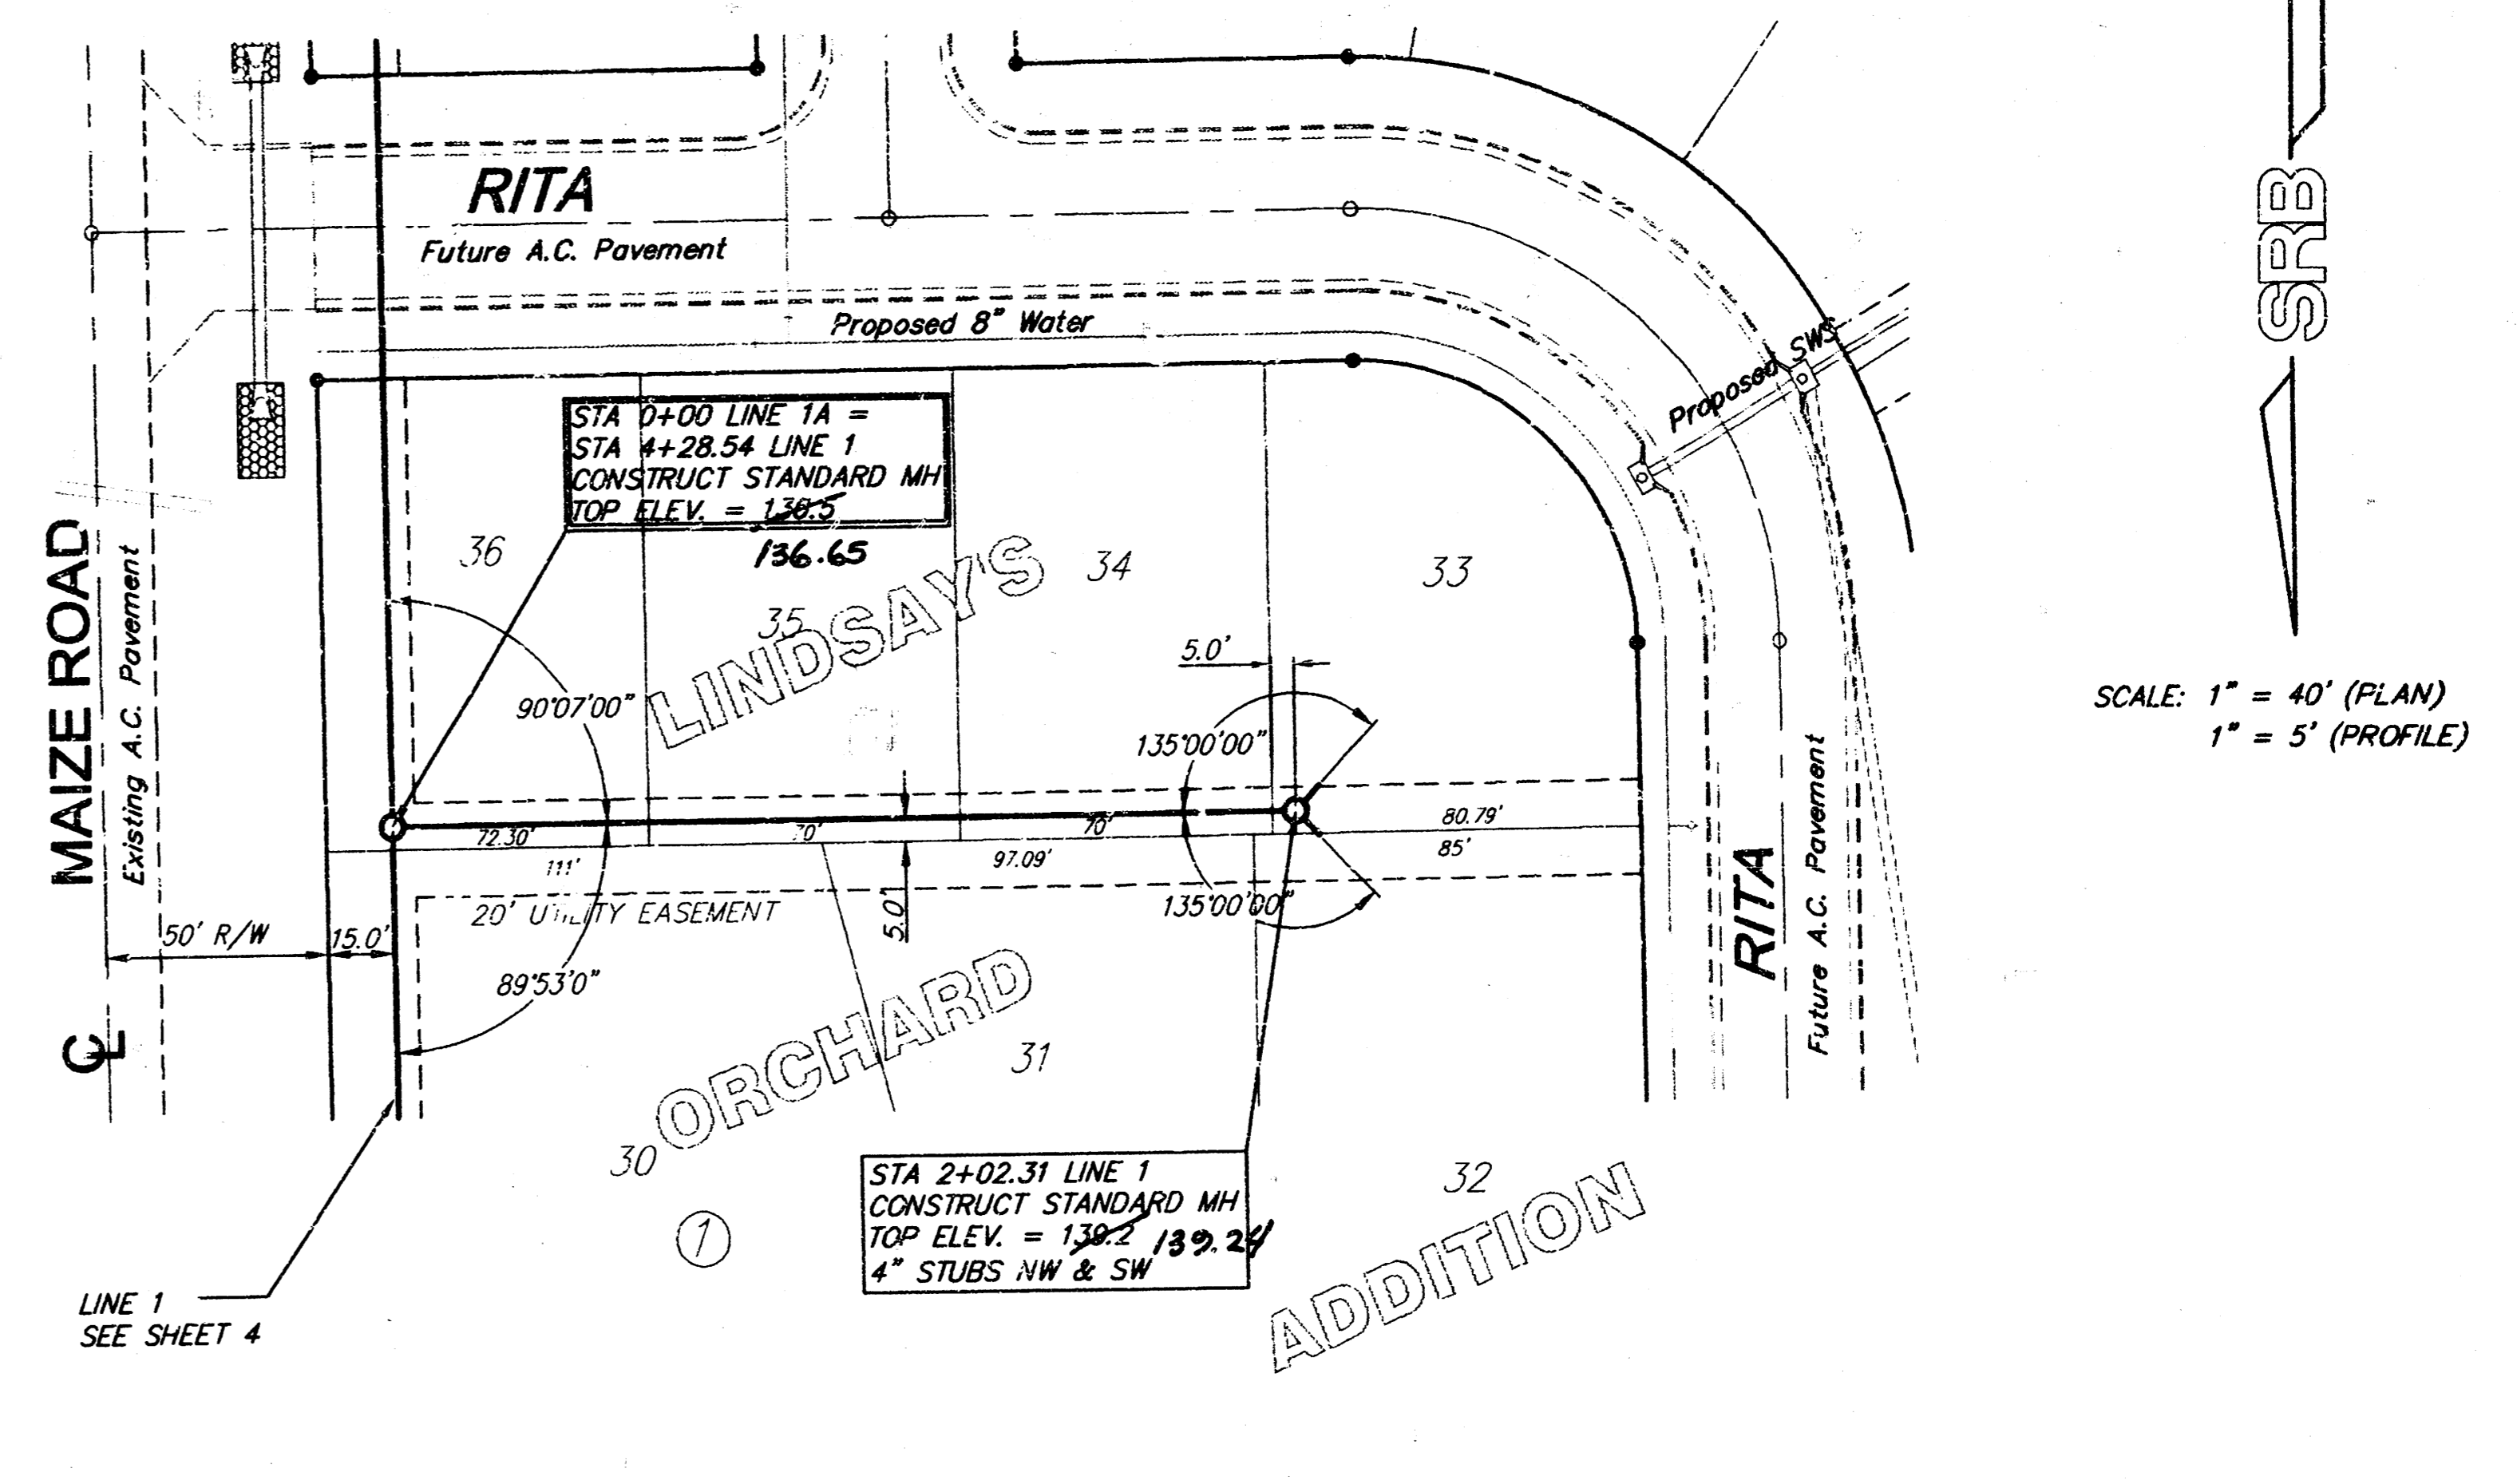 RITA
Future A.C. Pavement
Proposed 8" Water
Proposed SWS
SRB
STA 0+00 LINE 1A =
STA 4+28.54 LINE 1
CONSTRUCT STANDARD MH
TOP ELEV. =
136.65
36
35
34
33
LINDSAY'S
MAIZE ROAD
Existing A.C. Pavement
5.0'
90°07'00"
135°00'00"
SCALE: 1" = 40' (PLAN)
1" = 5' (PROFILE)
72.30'
70'
70'
80.79'
111'
97.09'
85'
20' UTILITY EASEMENT
5.0'
135°00'00"
50' R/W
15.0'
89°53'0"
RITA
Future A.C. Pavement
CL
ORCHARD
31
30
32
1
ADDITION
STA 2+02.31 LINE 1
CONSTRUCT STANDARD MH
TOP ELEV. = 139.24
4" STUBS NW & SW
LINE 1
SEE SHEET 4